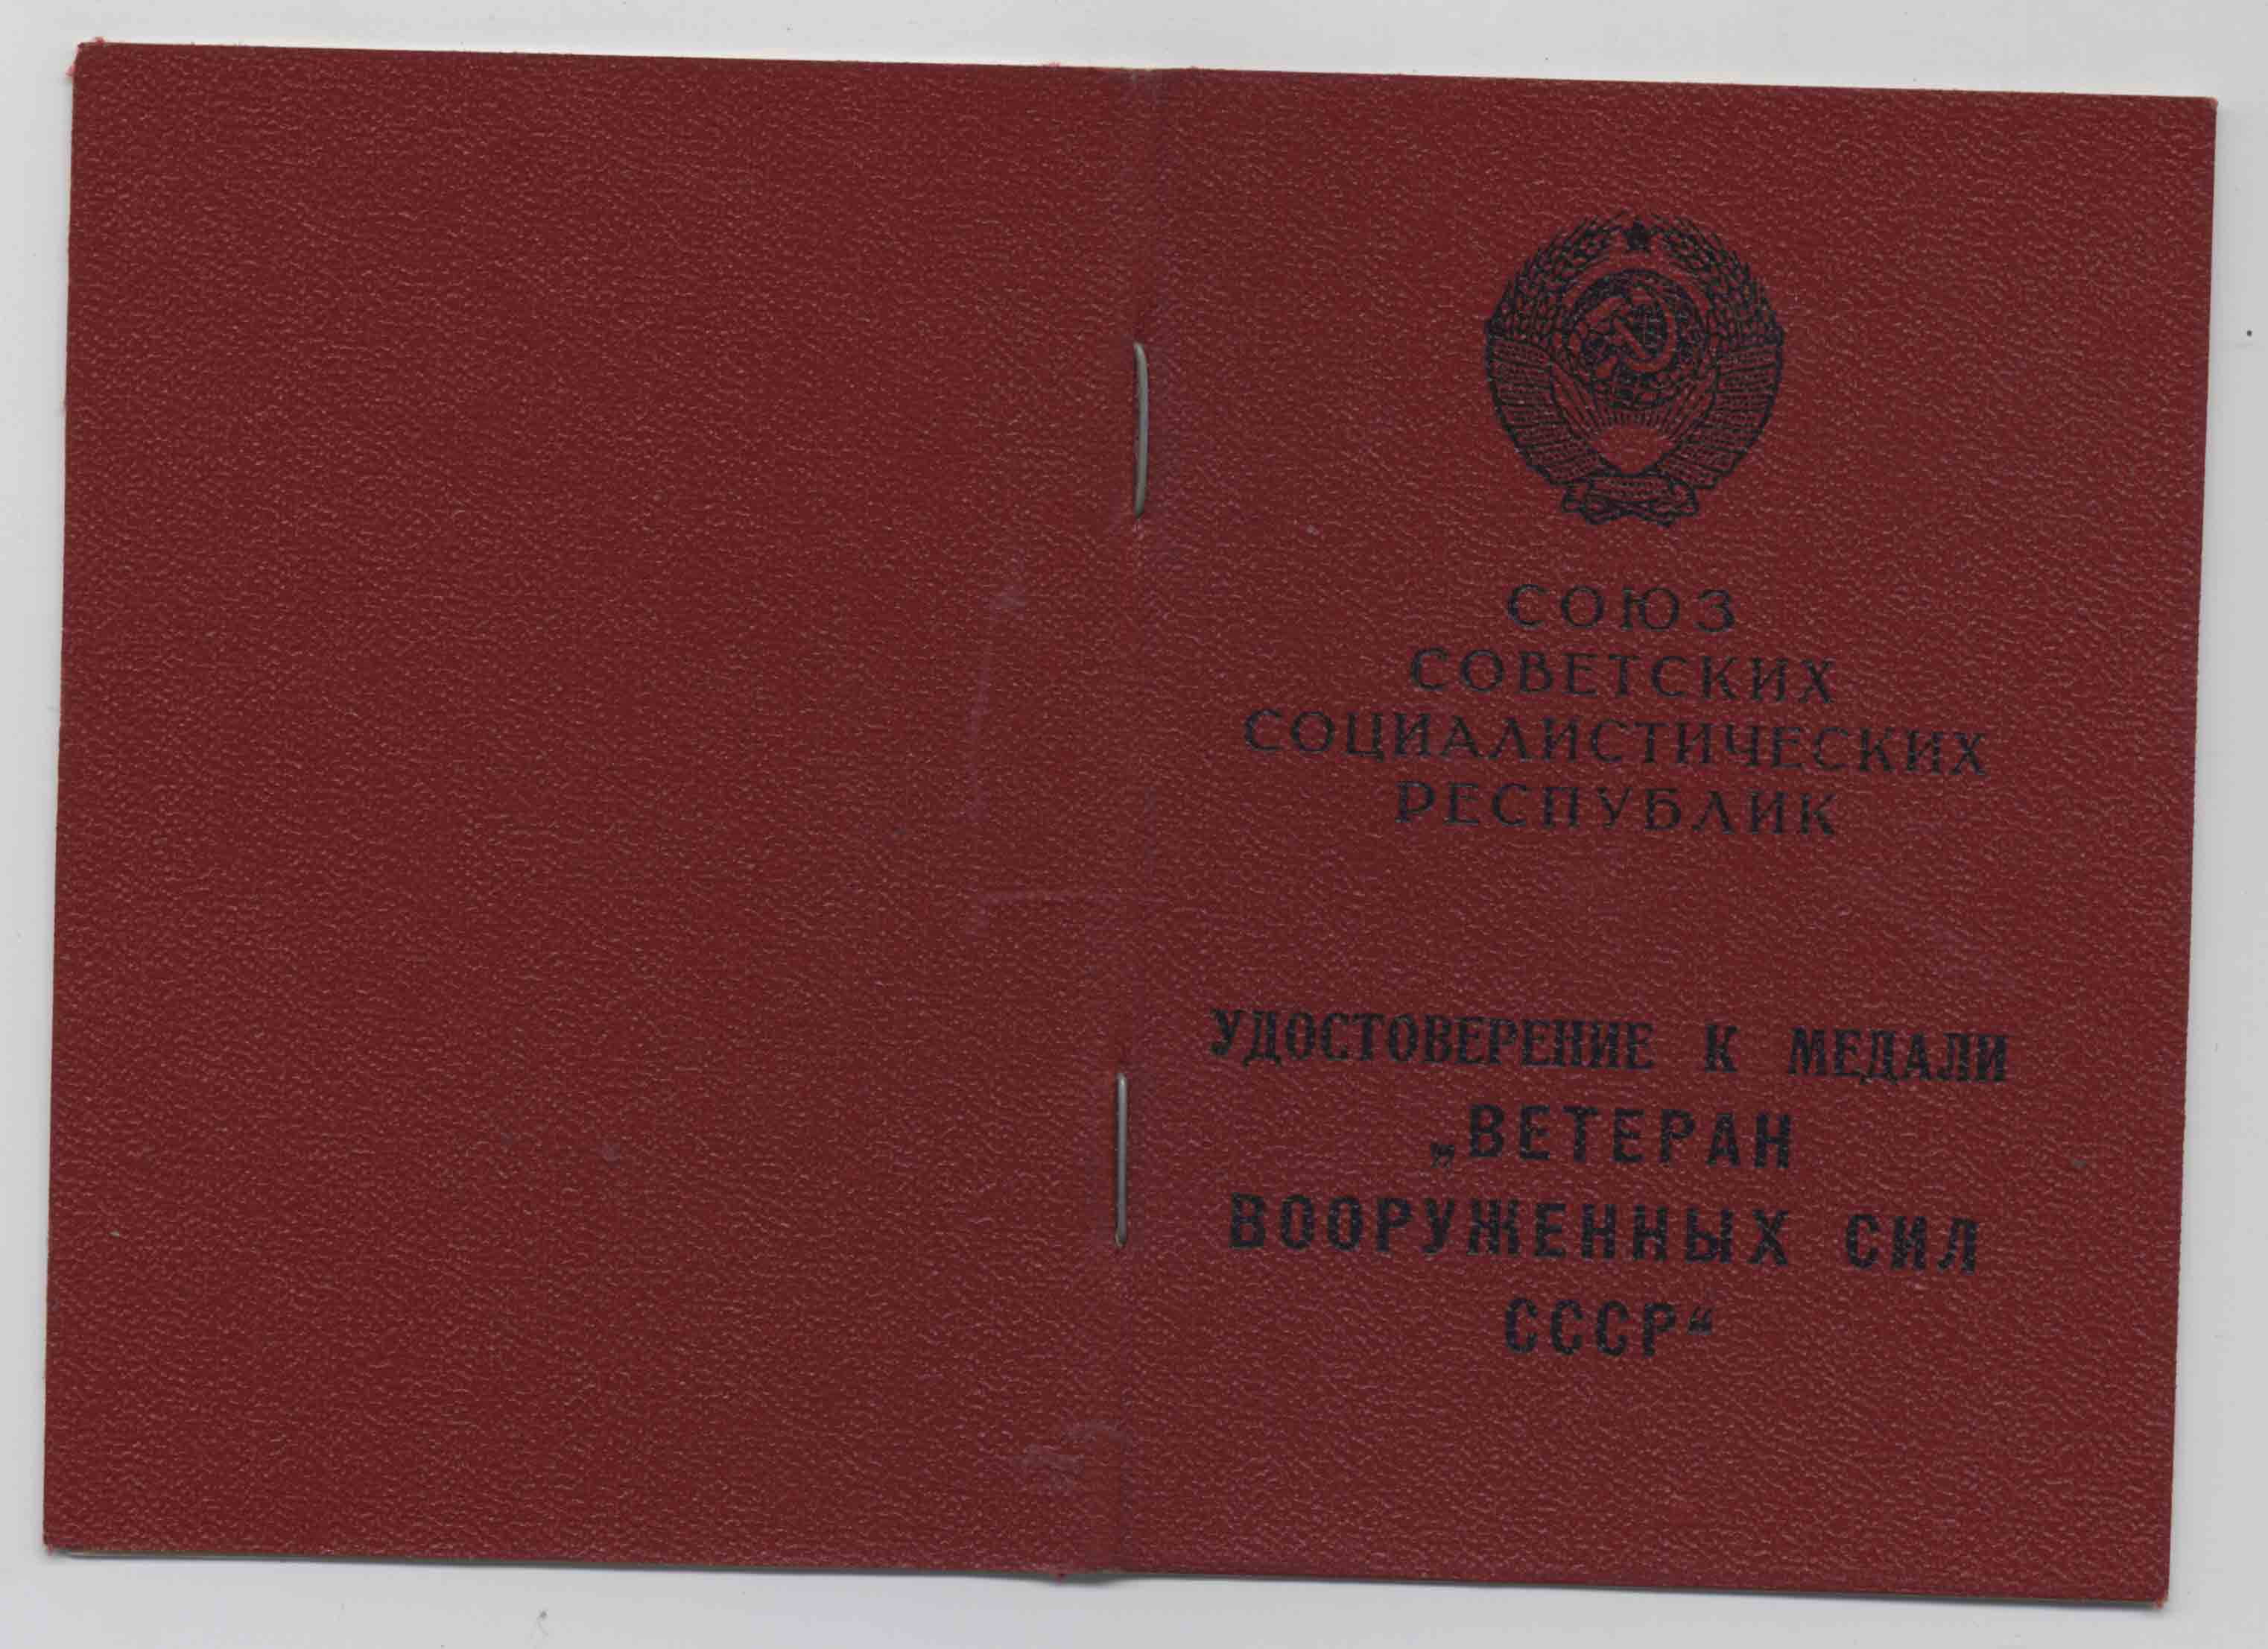 СОЮЗ
СОВЕТСКИХ
СОЦИАЛИСТИЧЕСКИХ
РЕСПУБЛИК
УДОСТОВЕРЕНИЕ К МЕДАЛИ
„ВЕТЕРАН
ВООРУЖЕННЫХ СИЛ
СССР“